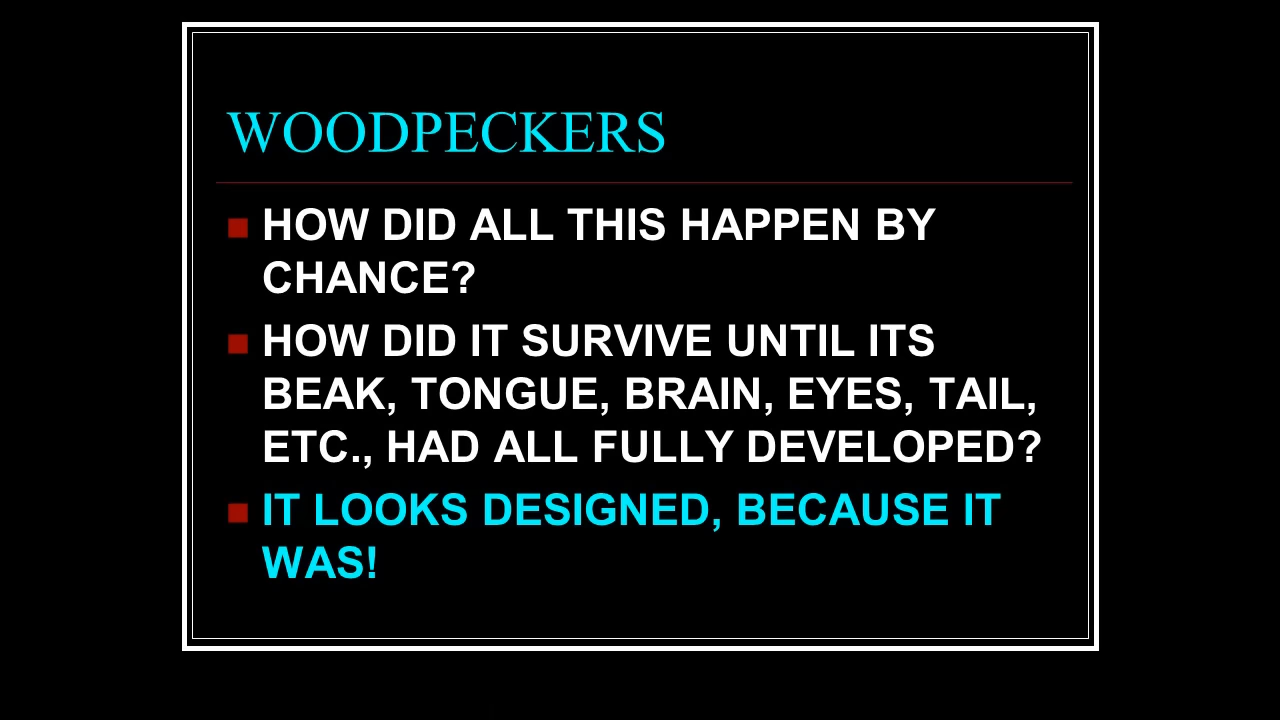 WOODPECKERS
HOW DID ALL THIS HAPPEN BY
CHANCE?
HOW DID IT SURVIVE UNTIL ITS
BEAK, TONGUE, BRAIN, EYES, TAIL,
ETC., HAD ALL FULLY DEVELOPED?
IT LOOKS DESIGNED, BECAUSE IT
WAS!